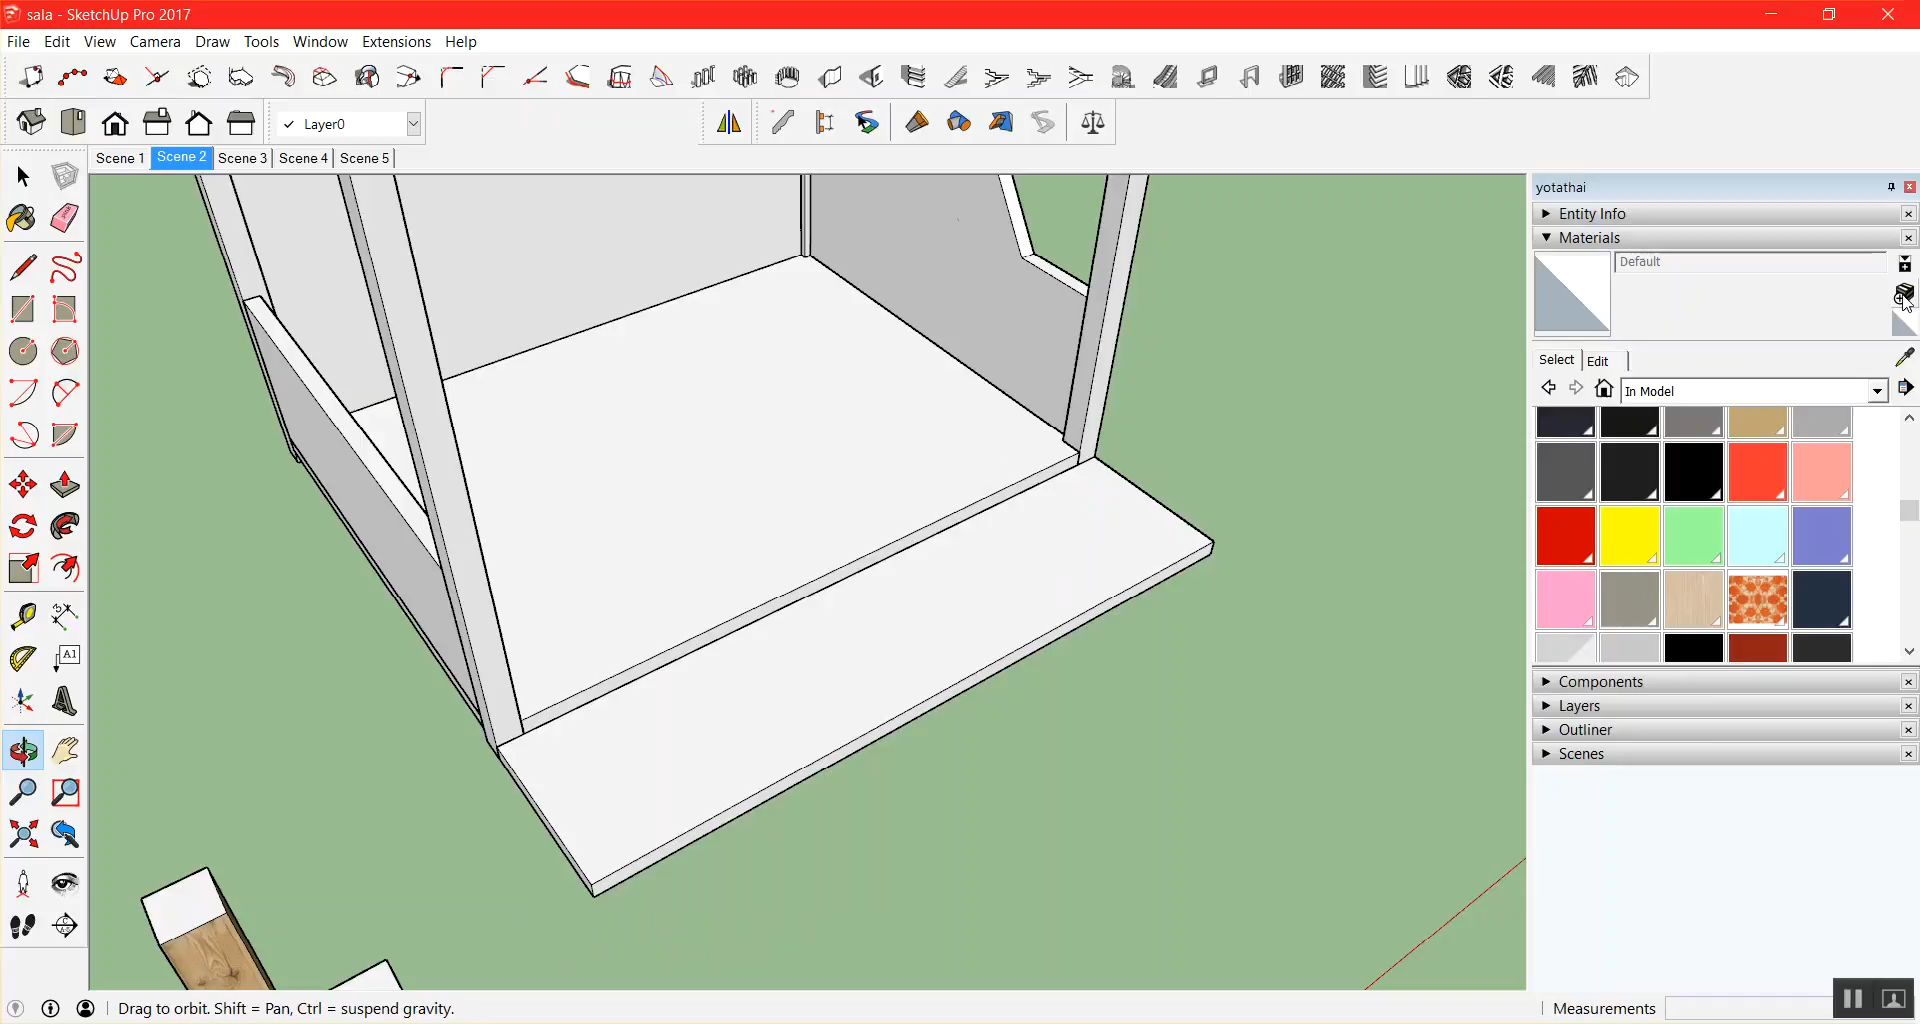 sala - SketchUp Pro 2017
File Edit View Camera Draw Tools Window Extensions Help
✓ Layer0
Scene 1 Scene 2 Scene 3 Scene 4 Scene 5
yotathai
Entity Info
Materials
Default
Select Edit
In Model
A1
Components
Layers
Outliner
Scenes
Drag to orbit. Shift = Pan, Ctrl = suspend gravity.
Measurements